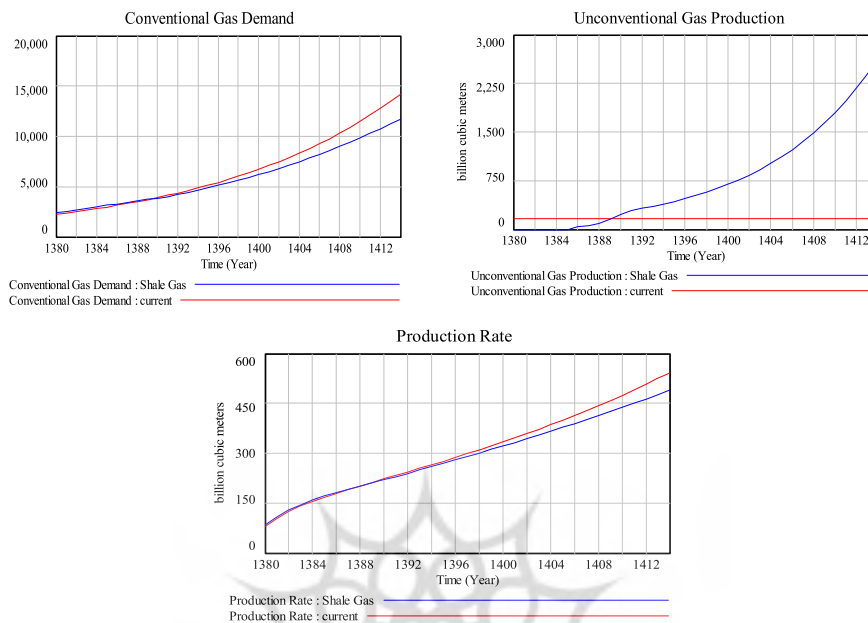 Conventional Gas Demand
20,000
15,000
10,000
5,000
0
1380 1384 1388 1392 1396 1400 1404 1408 1412
Time (Year)
Conventional Gas Demand : Shale Gas
Conventional Gas Demand : current
Unconventional Gas Production
billion cubic meters
3,000
2,250
1,500
750
0
1380 1384 1388 1392 1396 1400 1404 1408 1412
Time (Year)
Unconventional Gas Production : Shale Gas
Unconventional Gas Production : current
Production Rate
billion cubic meters
600
450
300
150
0
1380 1384 1388 1392 1396 1400 1404 1408 1412
Time (Year)
Production Rate : Shale Gas
Production Rate : current